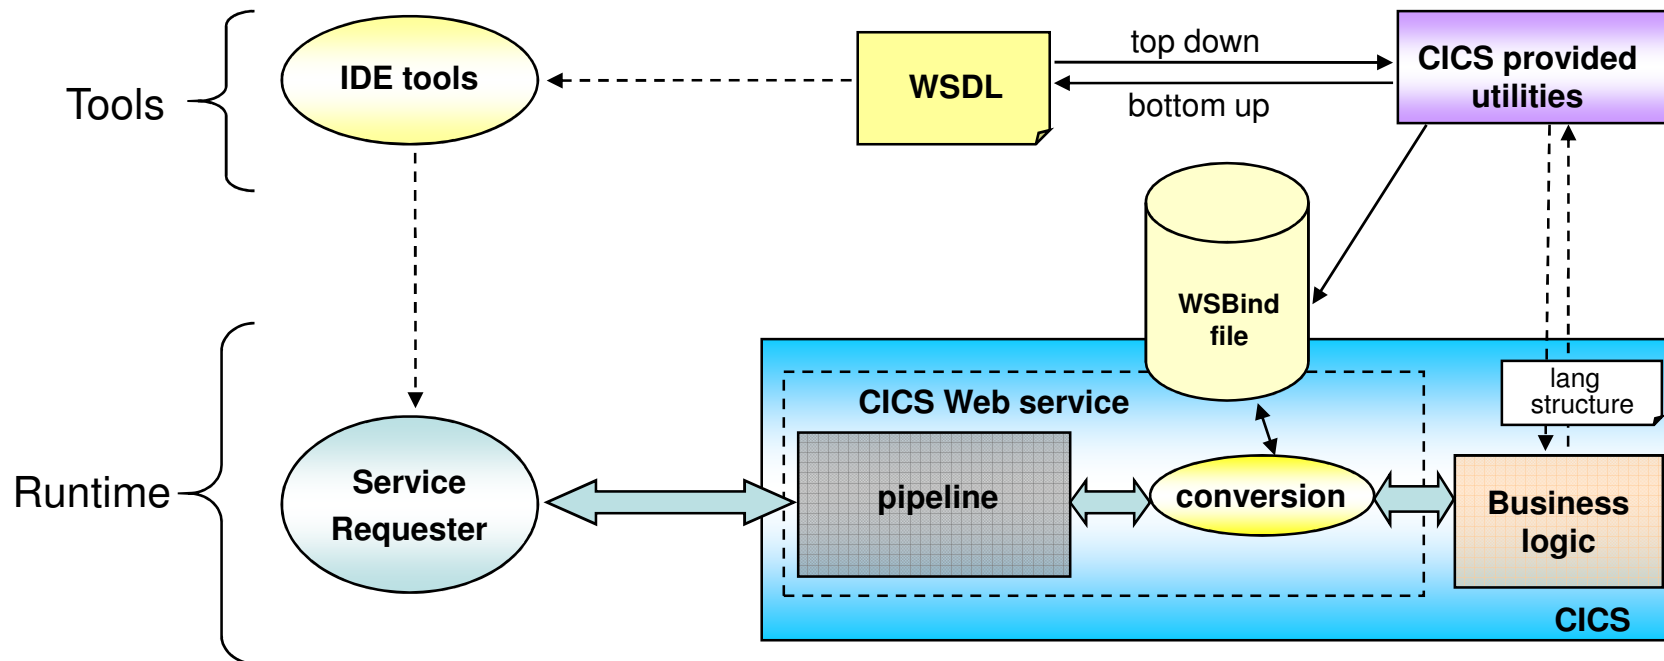 Tools
IDE tools
WSDL
top down
bottom up
CICS provided
utilities
WSBind
file
lang
structure
CICS Web service
Runtime
Service
Requester
pipeline
conversion
Business
logic
CICS